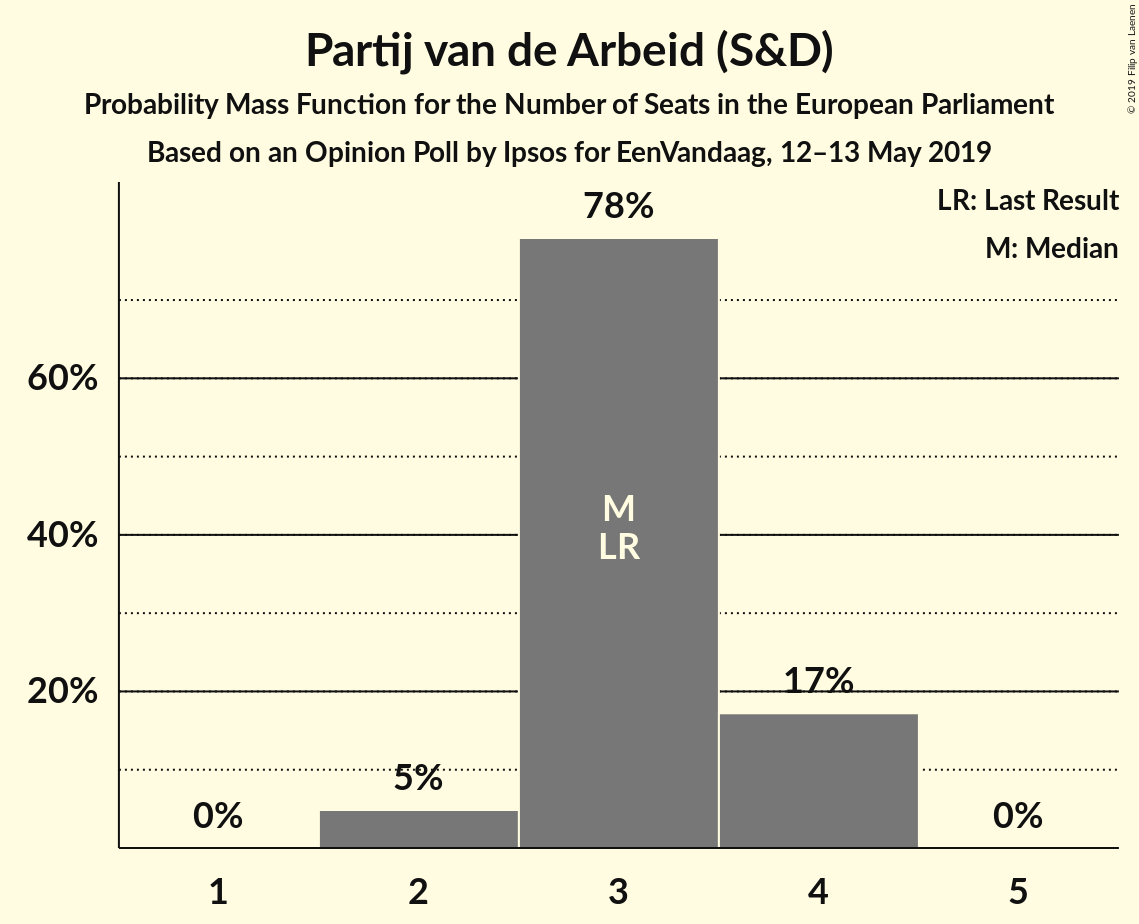 Partij van de Arbeid (S&D)
Probability Mass Function for the Number of Seats in the European Parliament
Based on an Opinion Poll by Ipsos for EenVandaag, 12–13 May 2019
© 2019 Filip van Laenen
LR: Last Result
M: Median
78%
60%
M
40%
LR
20%
17%
5%
0%
0%
1 2 3 4 5